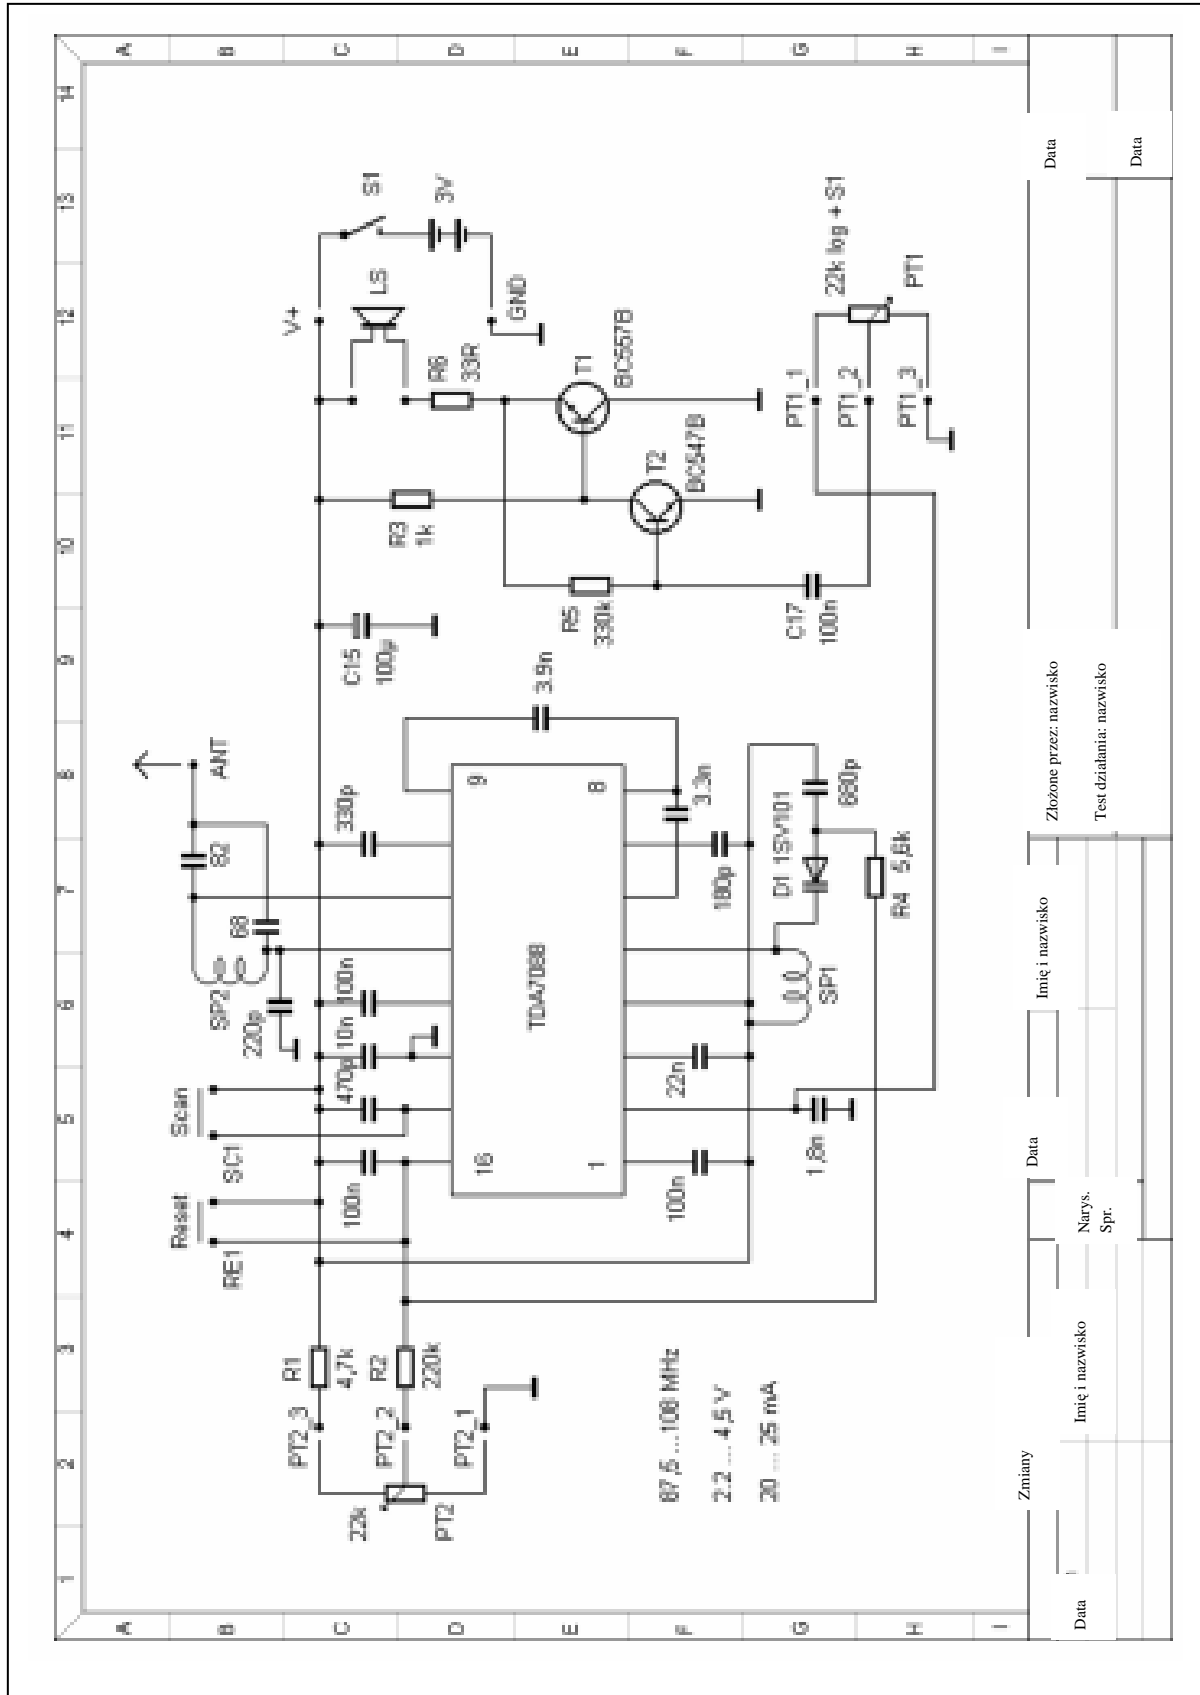 A
B
C
D
E
F
G
H
I
1
2
3
4
5
6
7
8
9
10
11
12
13
14
ANT
82
68
SP2
220p
Scan
SC1
Reset
RE1
330p
100n
10n
470p
100n
C15
100µ
V+
S1
3V
LS
GND
R6
33R
R3
1k
T1
BC557B
T2
BC547B
R5
330k
C17
100n
PT1_1
PT1_2
PT1_3
22k log + S1
PT1
9
8
16
1
TDA7088
3.9n
3.3n
180p
D1 1SV101
680p
R4 5,6k
SP1
22n
1,8n
100n
R1
4,7k
R2
220k
PT2_3
PT2_2
PT2_1
22k
PT2
87,5 ... 108 MHz
2.2 ... 4,5 V
20 ... 25 mA
A
B
C
D
E
F
G
H
I
Zmiany
Data
Imię i nazwisko
Narys.
Spr.
Data
Imię i nazwisko
Złożone przez: nazwisko
Data
Test działania: nazwisko
Data